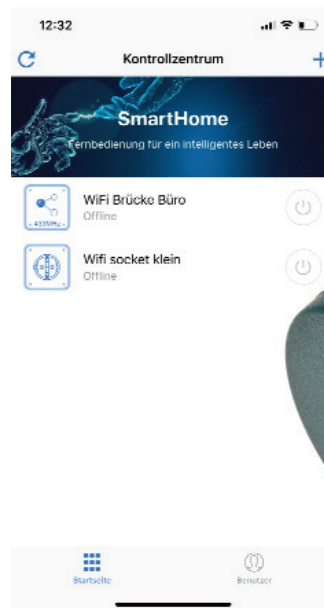 12:32
Kontrollzentrum
SmartHome
Fernbedienung für ein intelligentes Leben
WiFi Brücke Büro
Offline
- 433MHz -
Wifi socket klein
Offline
Startseite
Benutzer